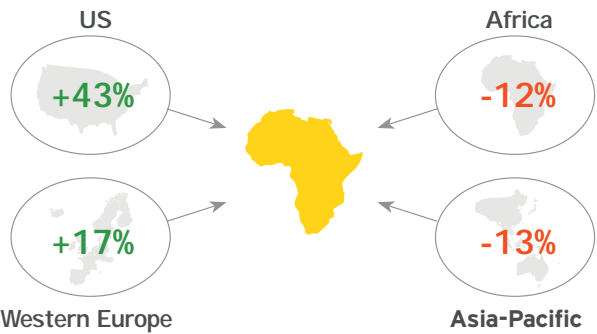 US
+43%
Africa
-12%
+17%
Western Europe
-13%
Asia-Pacific